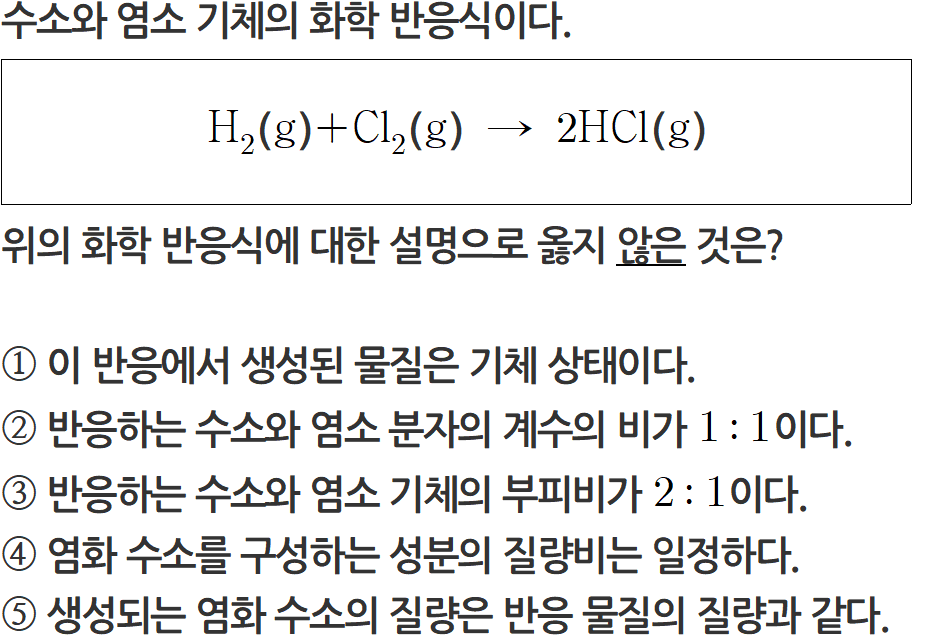 수소와 염소 기체의 화학 반응식이다.
H₂(g)+Cl₂(g) → 2HCl(g)
위의 화학 반응식에 대한 설명으로 옳지 않은 것은?
① 이 반응에서 생성된 물질은 기체 상태이다.
② 반응하는 수소와 염소 분자의 계수의 비가 1 : 1이다.
③ 반응하는 수소와 염소 기체의 부피비가 2 : 1이다.
④ 염화 수소를 구성하는 성분의 질량비는 일정하다.
⑤ 생성되는 염화 수소의 질량은 반응 물질의 질량과 같다.